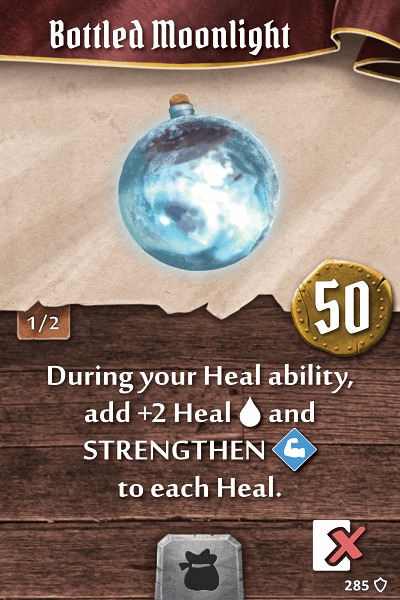 Bottled Moonlight
50
1/2
During your Heal ability,
add +2 Heal and
STRENGTHEN
to each Heal.
285